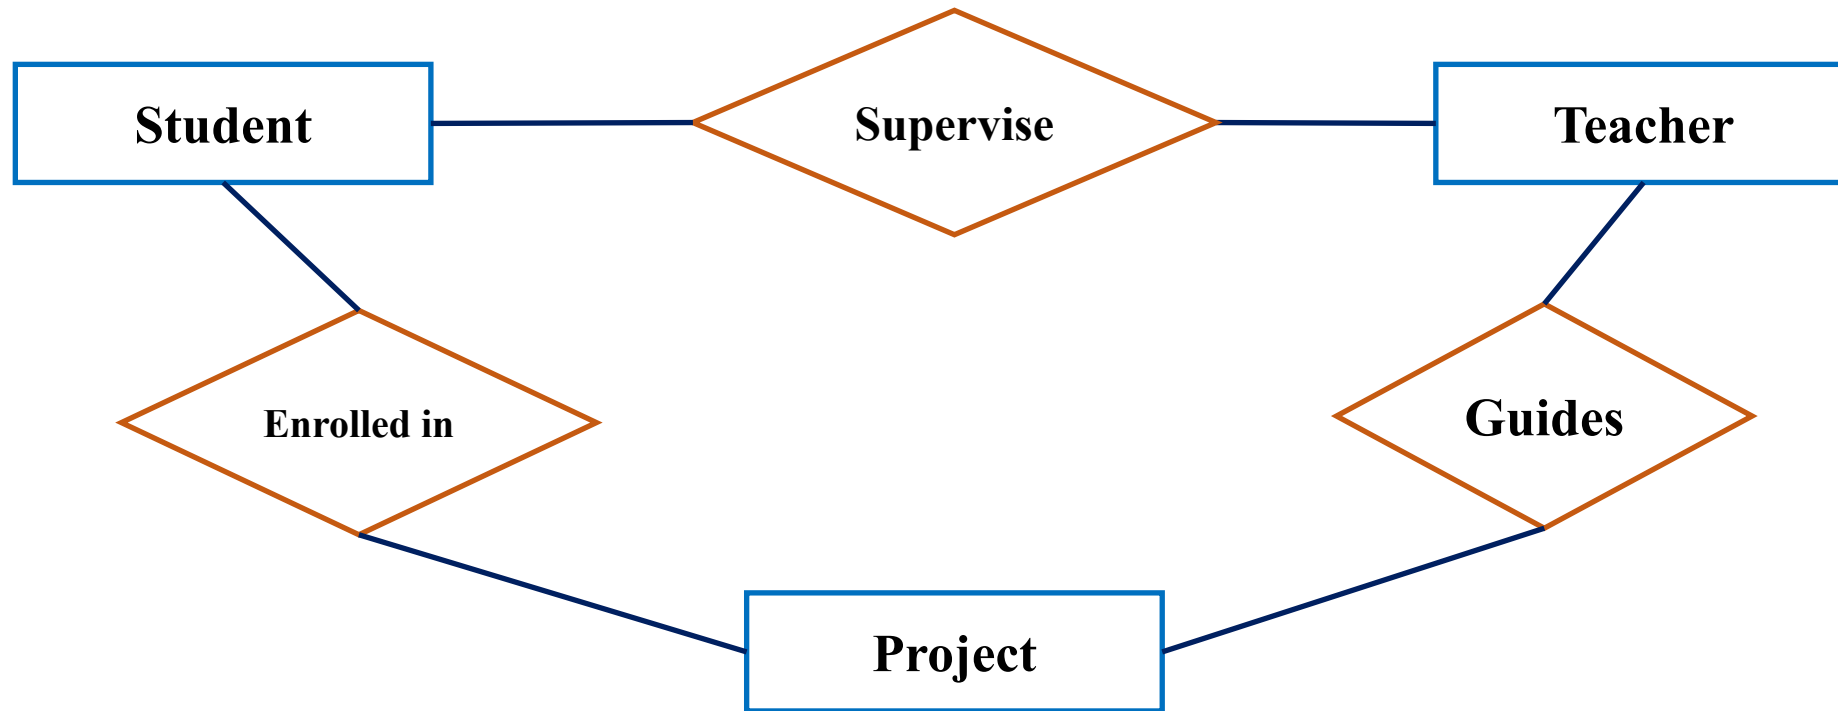 Student
Supervise
Teacher
Enrolled in
Guides
Project